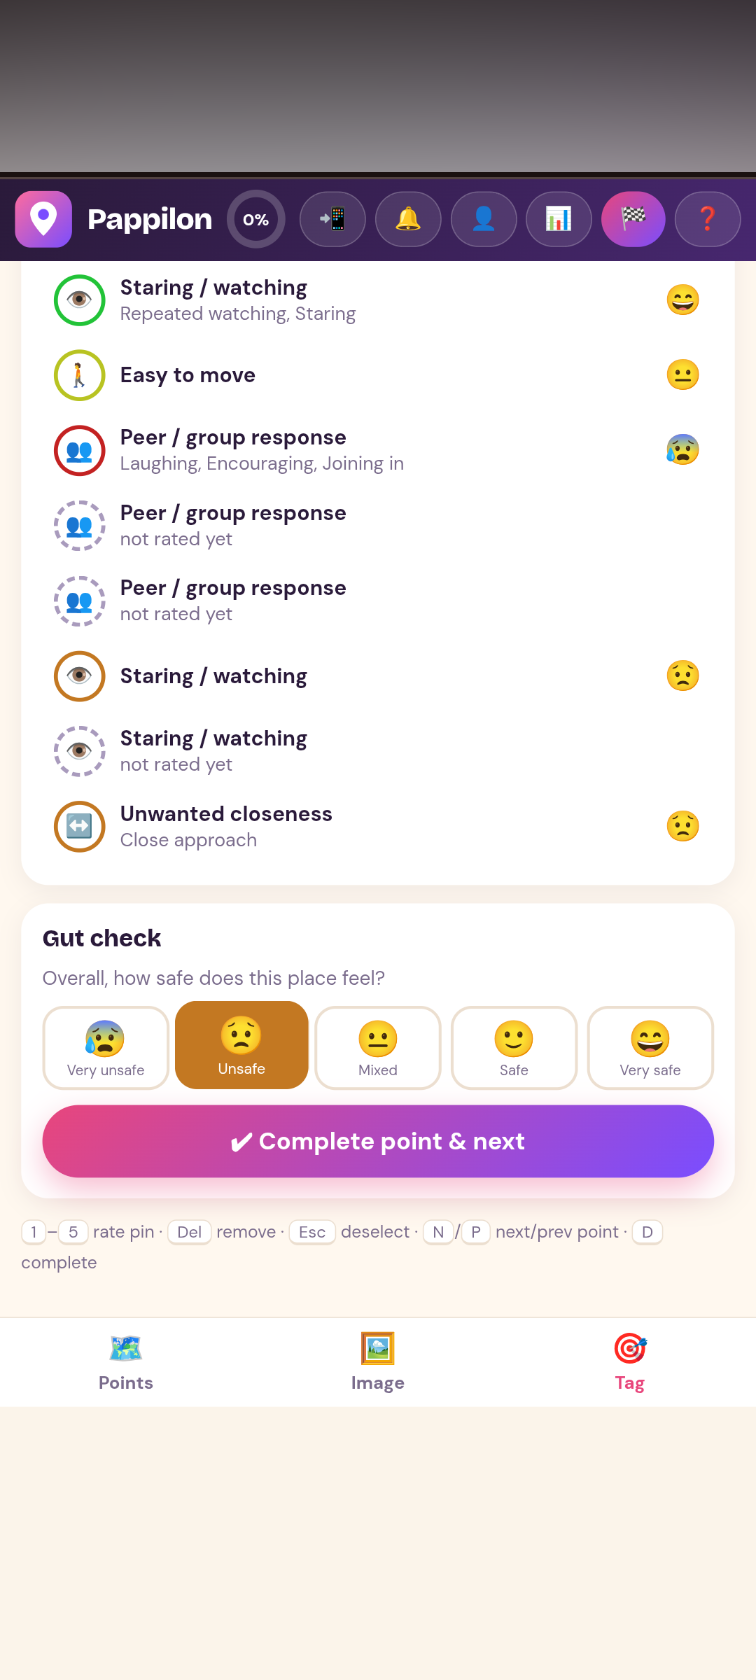 Pappilon
0%
Staring / watching
Repeated watching, Staring
Easy to move
Peer / group response
Laughing, Encouraging, Joining in
Peer / group response
not rated yet
Peer / group response
not rated yet
Staring / watching
Staring / watching
not rated yet
Unwanted closeness
Close approach
Gut check
Overall, how safe does this place feel?
Very unsafe
Unsafe
Mixed
Safe
Very safe
✔ Complete point & next
1–5 rate pin · Del remove · Esc deselect · N/P next/prev point · D
complete
Points
Image
Tag